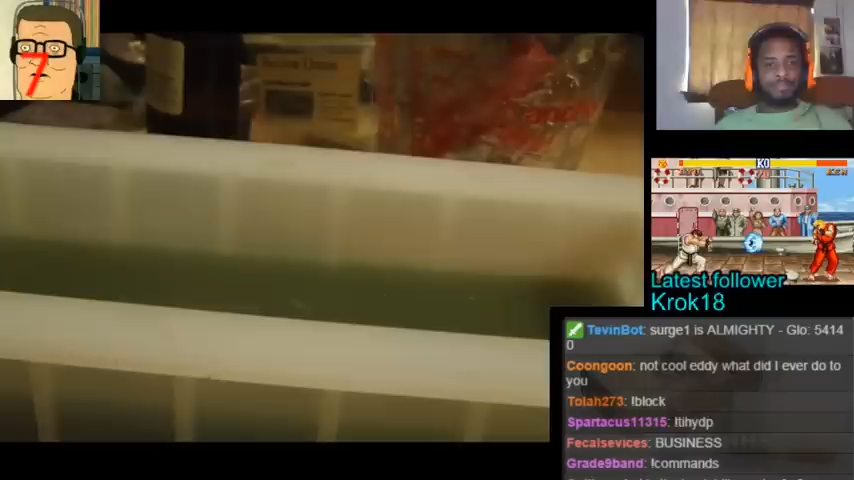 KO
KEN
Latest follower
Krok18
TevinBot: surge1 is ALMIGHTY - Glo: 5414
0
Coongoon: not cool eddy what did I ever do to
you
Tolah273: !block
Spartacus11315: !tihydp
Fecalsevices: BUSINESS
Grade9band: !commands